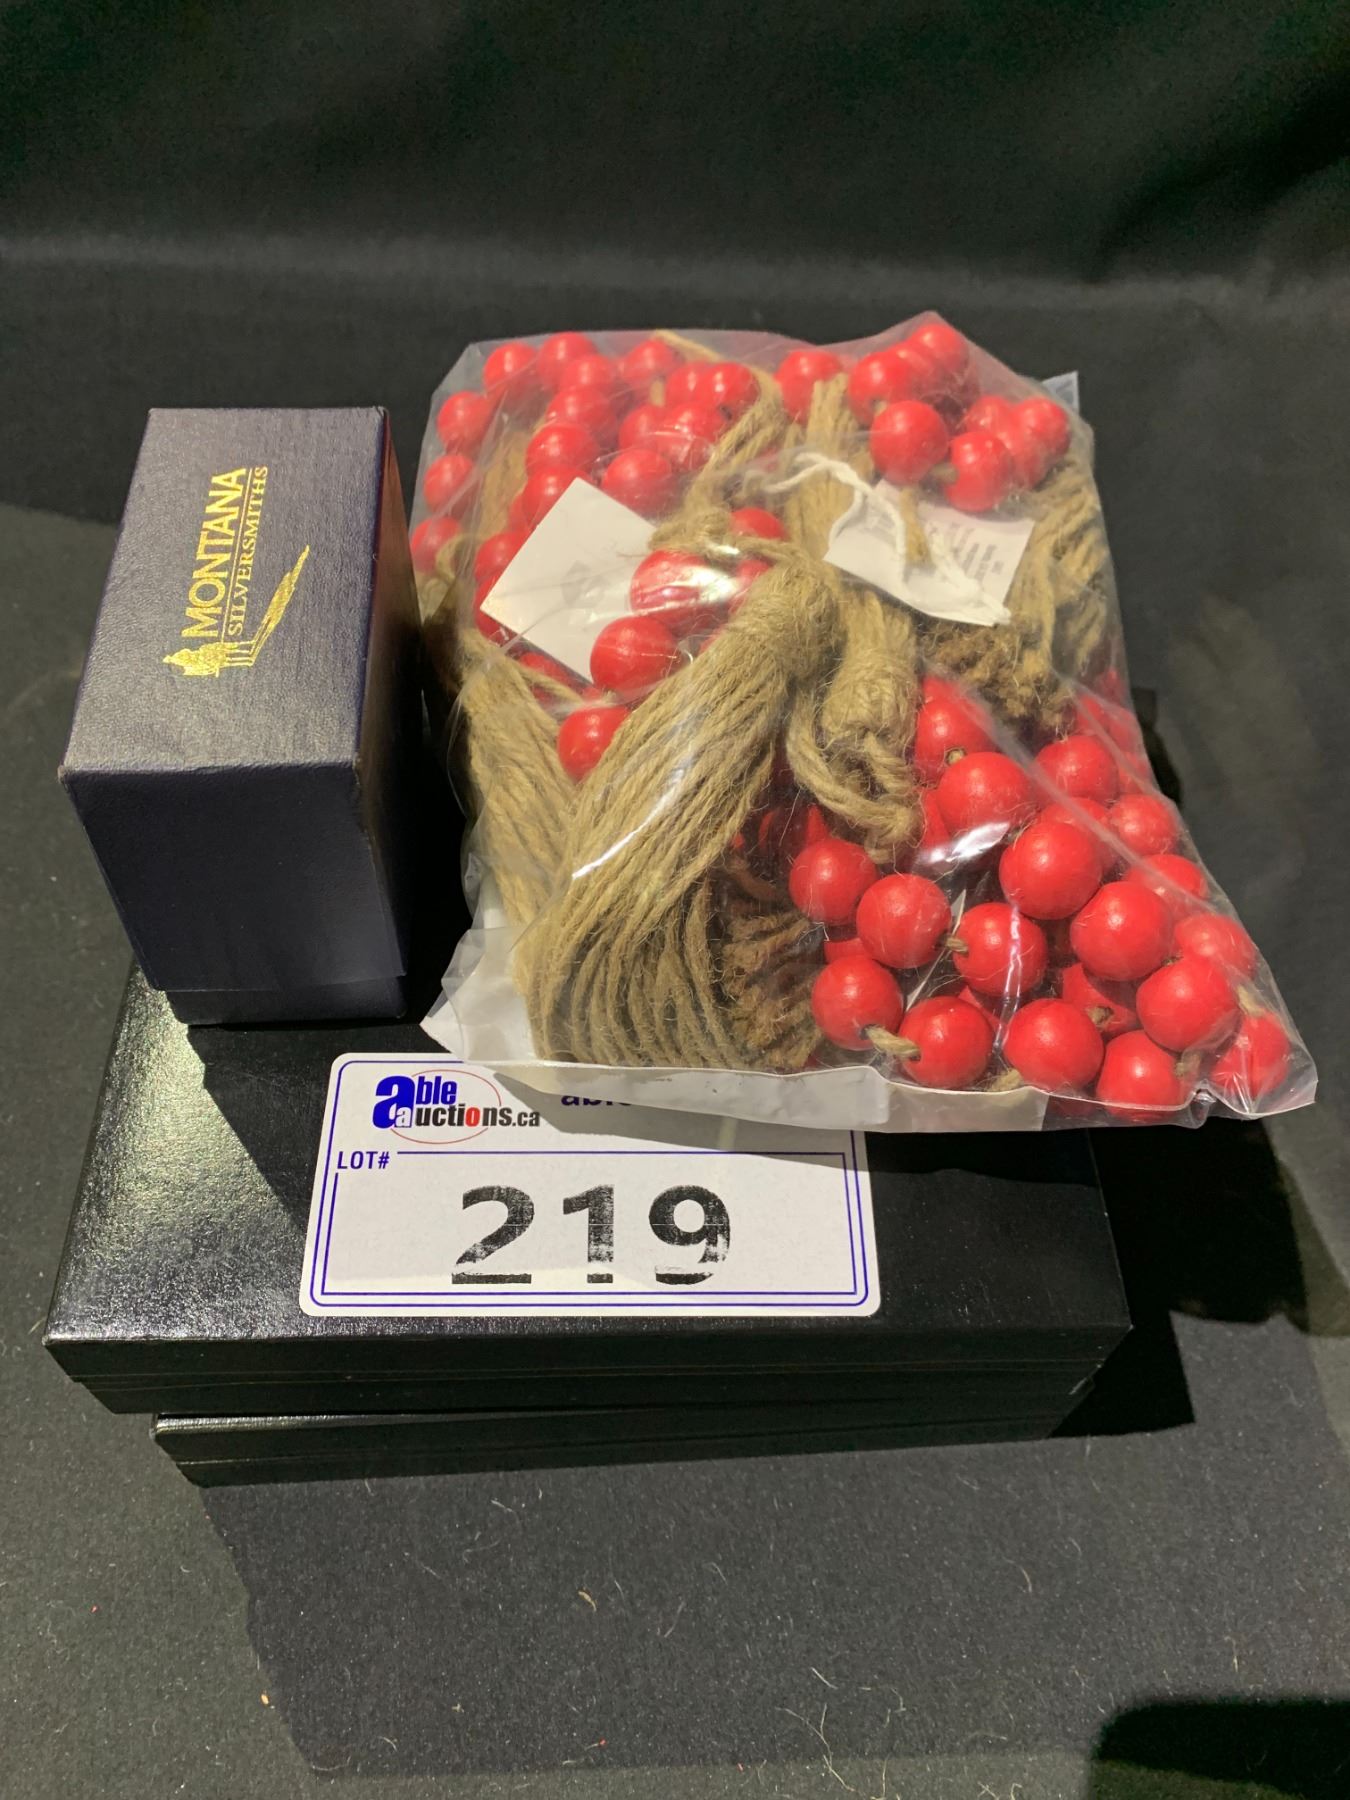 MONTANA
SILVERSMITHS
able
auctions.ca
LOT#
219